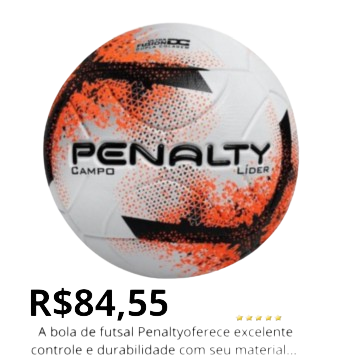 PENALTY
CAMPO LÍDER
R$84,55
A bola de futsal Penaltyoferece excelente
controle e durabilidade com seu material...